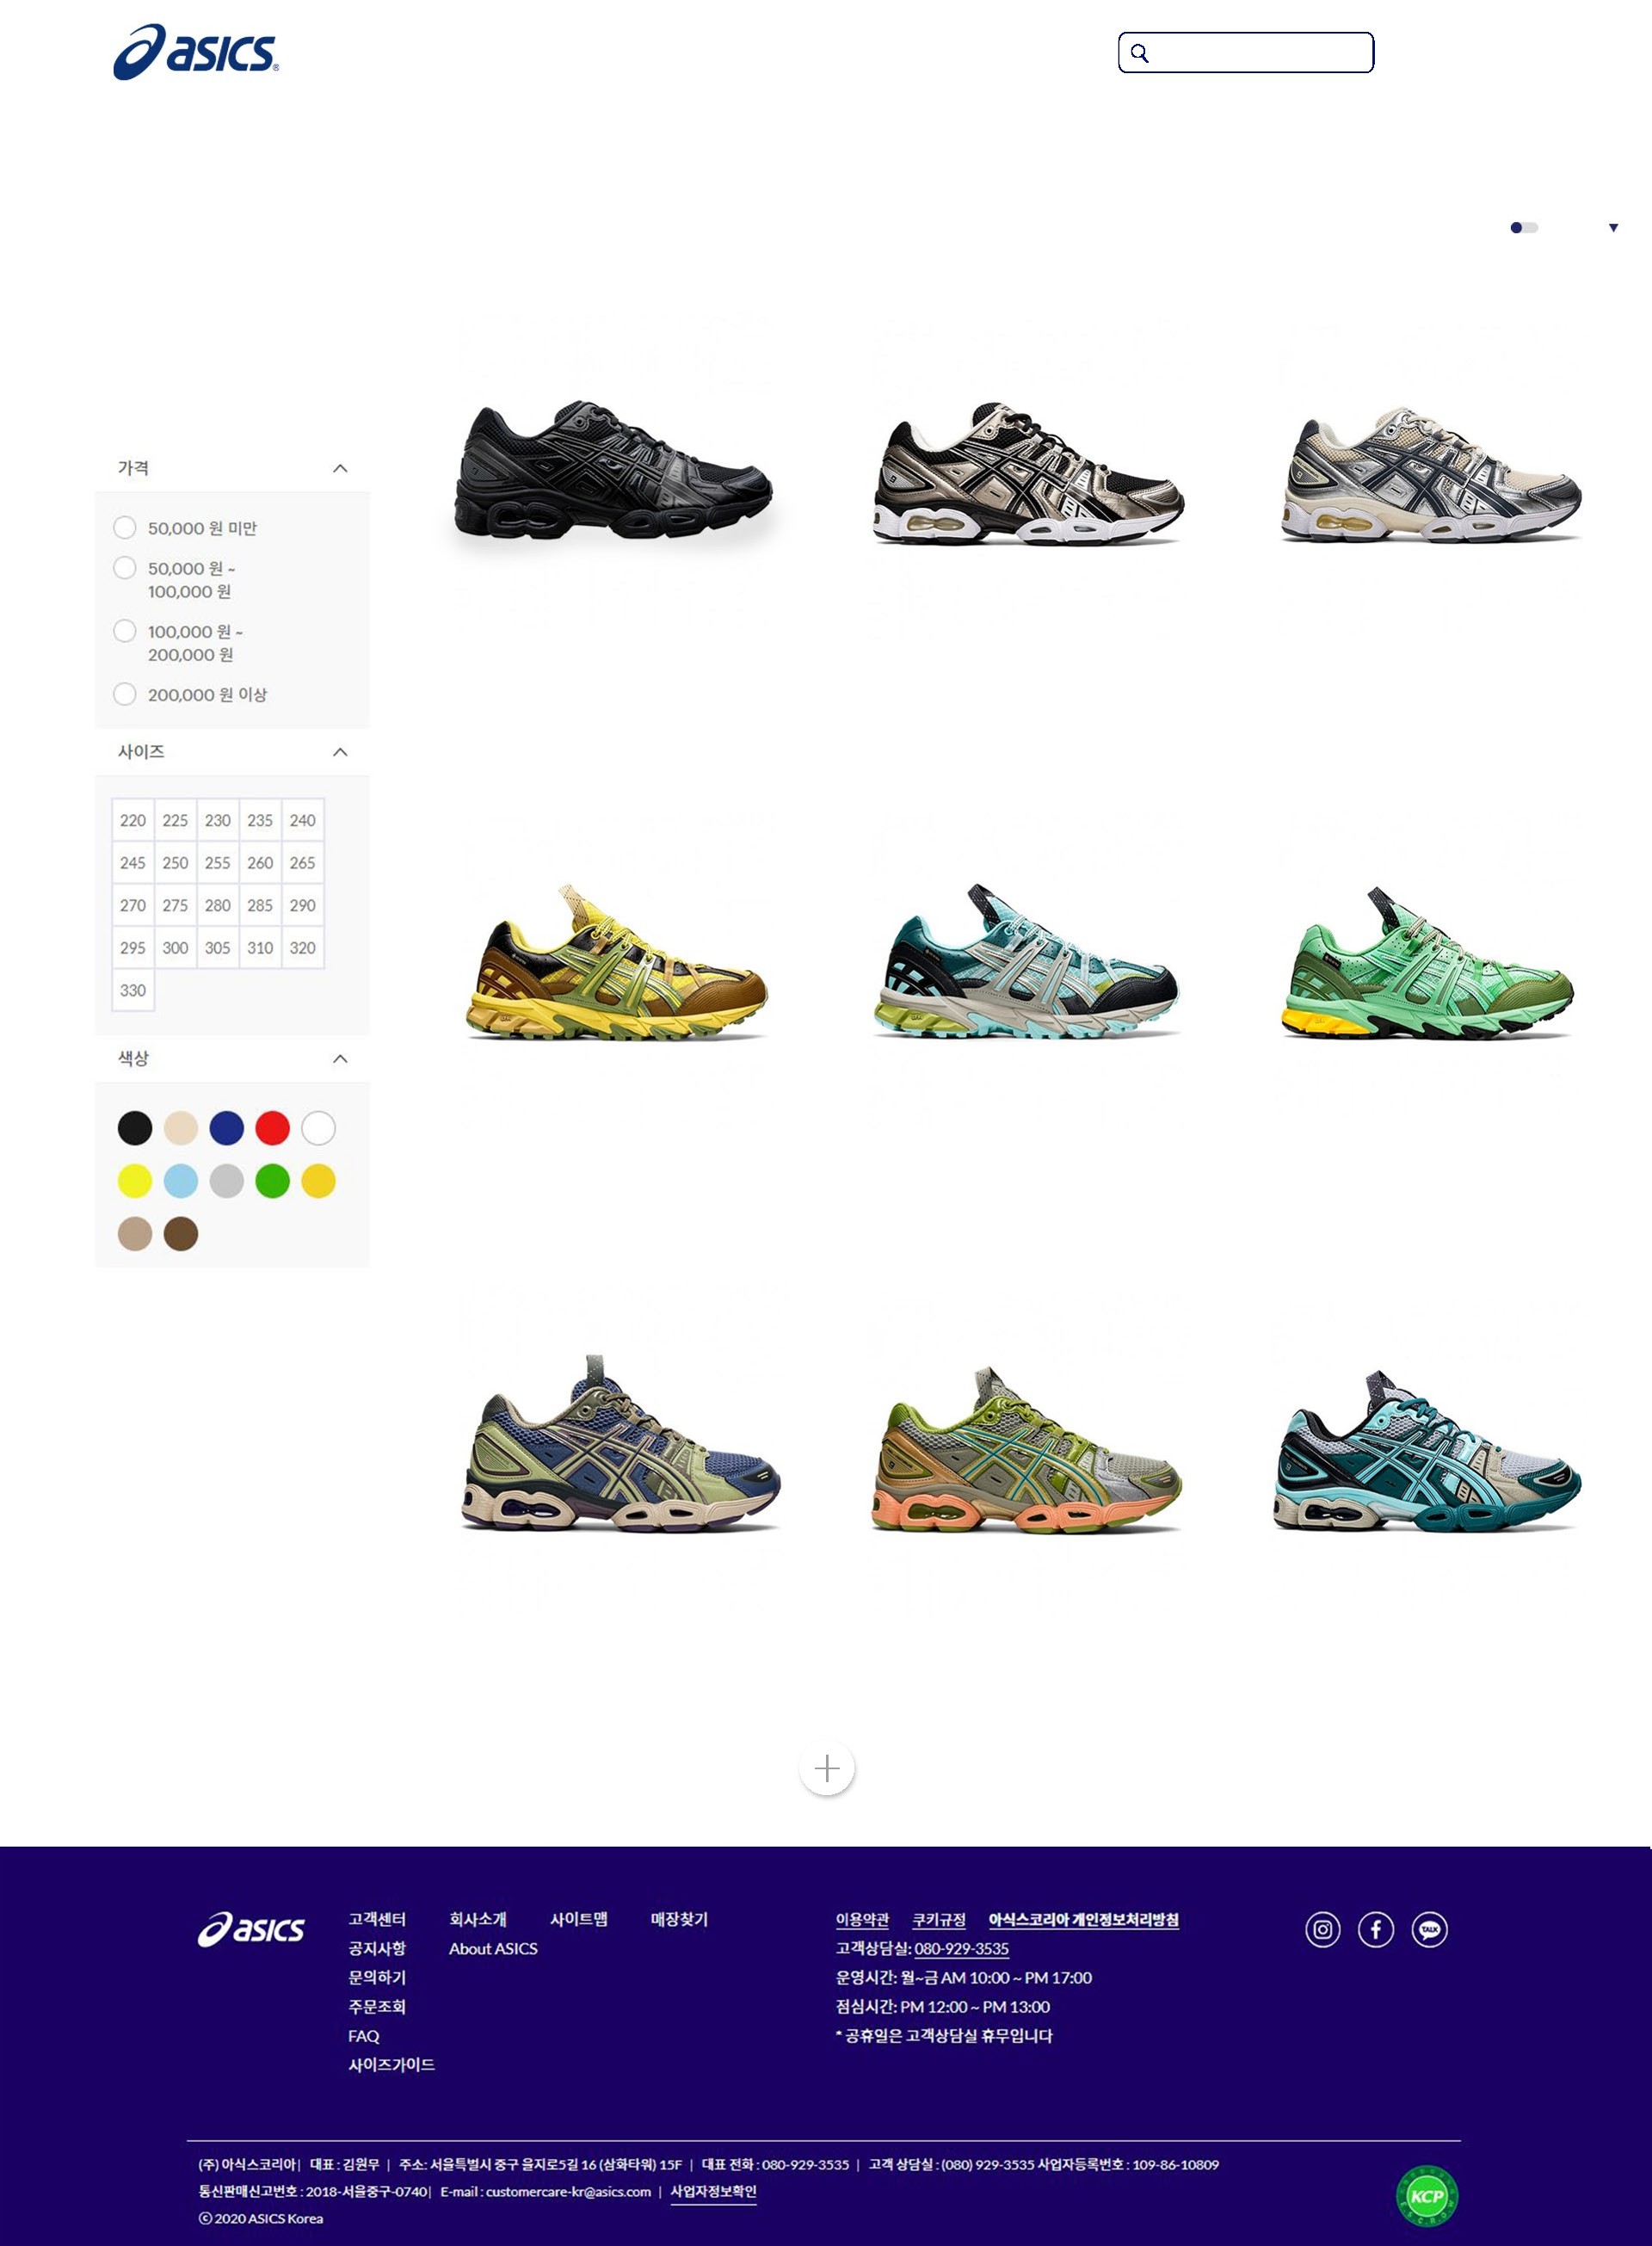 asics
가격
50,000 원 미만
50,000 원 ~
100,000 원
100,000 원 ~
200,000 원
200,000 원 이상
사이즈
220 225 230 235 240
245 250 255 260 265
270 275 280 285 290
295 300 305 310 320
330
색상
asics
고객센터 회사소개 사이트맵 매장찾기
공지사항 About ASICS
문의하기
주문조회
FAQ
사이즈가이드
이용약관 쿠키규정 아식스코리아 개인정보처리방침
고객상담실: 080-929-3535
운영시간: 월~금 AM 10:00 ~ PM 17:00
점심시간: PM 12:00 ~ PM 13:00
* 공휴일은 고객상담실 휴무입니다
TALK
(주) 아식스코리아 | 대표 : 김원무 | 주소: 서울특별시 중구 을지로5길 16 (삼화타워) 15F | 대표 전화 : 080-929-3535 | 고객 상담실 : (080) 929-3535 사업자등록번호 : 109-86-10809
통신판매신고번호 : 2018-서울중구-0740 | E-mail : customercare-kr@asics.com | 사업자정보확인
ⓒ 2020 ASICS Korea
KCP
ESCROW